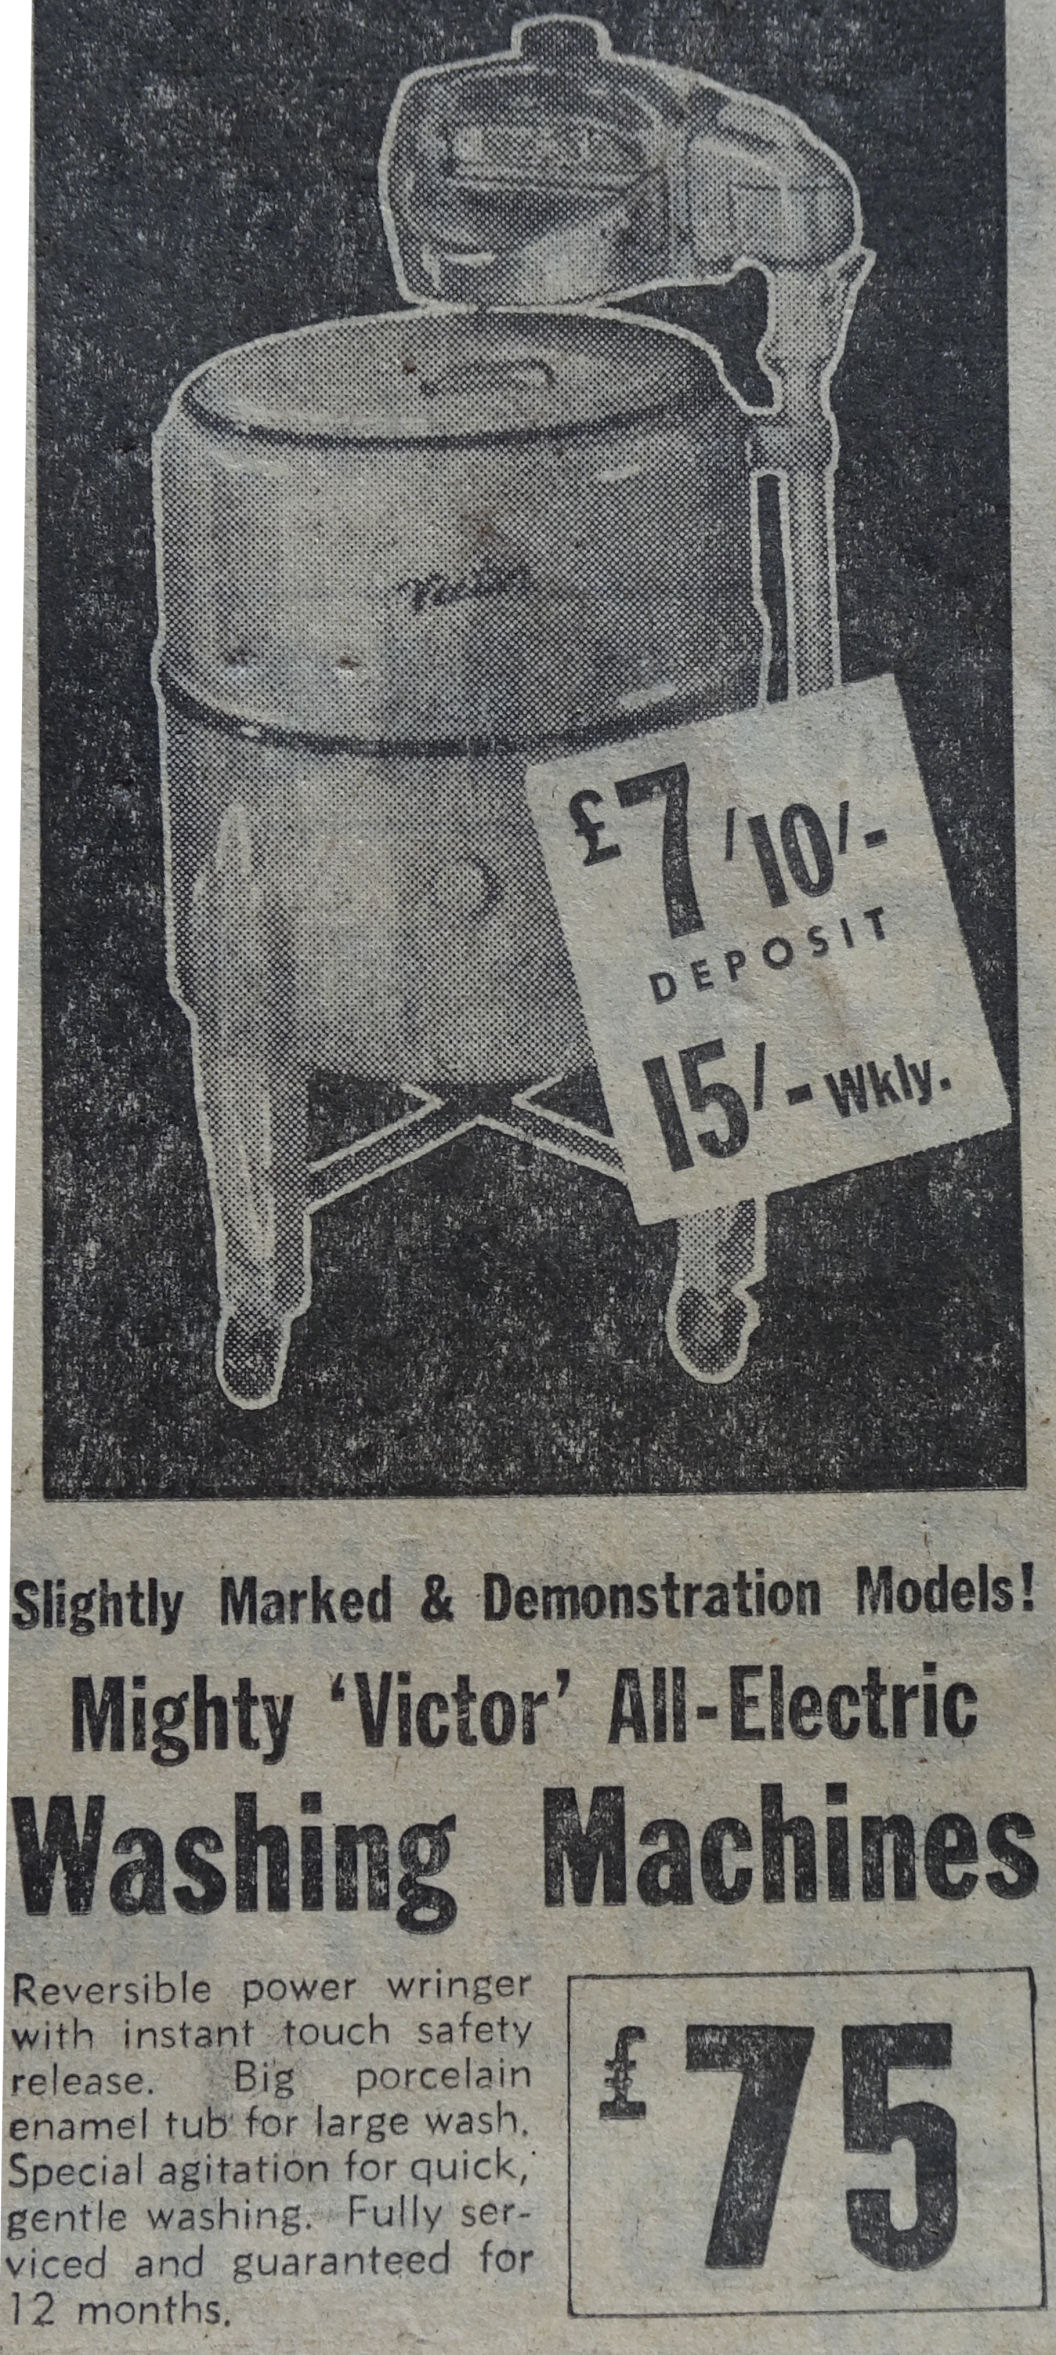 Victor
£7/10/-
DEPOSIT
15/- Wkly.
Slightly Marked & Demonstration Models!
Mighty ‘Victor’ All-Electric
Washing Machines
Reversible power wringer
with instant touch safety
release. Big porcelain
enamel tub for large wash.
Special agitation for quick,
gentle washing. Fully ser-
viced and guaranteed for
12 months.
£75